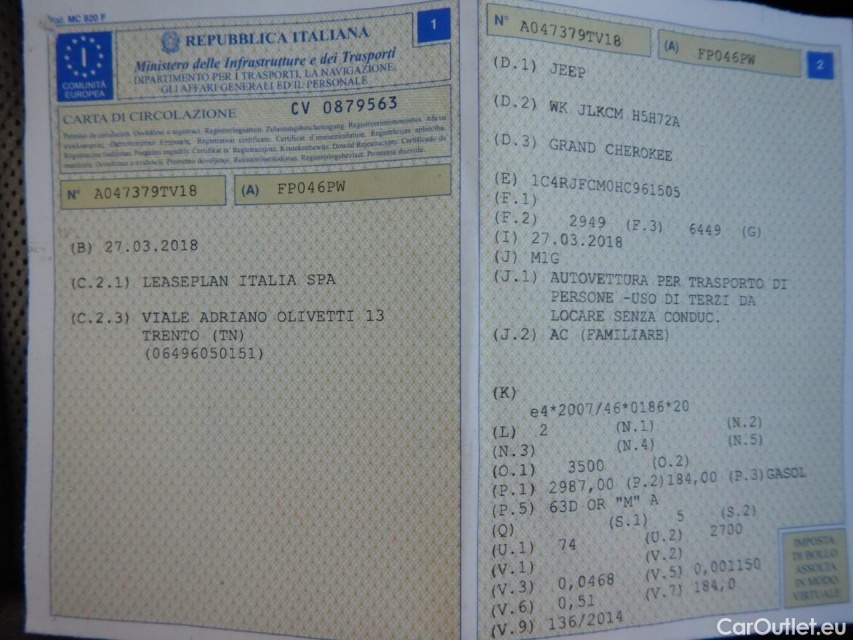 Mod. MC 820 F
REPUBBLICA ITALIANA
Ministero delle Infrastrutture e dei Trasporti
DIPARTIMENTO PER I TRASPORTI, LA NAVIGAZIONE,
GLI AFFARI GENERALI ED IL PERSONALE
1
I
COMUNITÀ
EUROPEA
CARTA DI CIRCOLAZIONE CV 0879563
N° A047379TV18 (A) FP046PW
(B) 27.03.2018
(C.2.1) LEASEPLAN ITALIA SPA
(C.2.3) VIALE ADRIANO OLIVETTI 13
TRENTO (TN)
(06496050151)
N° A047379TV18 (A) FP046PW 2
(D.1) JEEP
(D.2) WK JLKCM H5H72A
(D.3) GRAND CHEROKEE
(E) 1C4RJFCM0HC961505
(F.1)
(F.2) 2949 (F.3) 6449 (G)
(I) 27.03.2018
(J) M1G
(J.1) AUTOVETTURA PER TRASPORTO DI
PERSONE -USO DI TERZI DA
LOCARE SENZA CONDUC.
(J.2) AC (FAMILIARE)
(K)
e4*2007/46*0186*20
(L) 2 (N.1) (N.2)
(N.3) (N.4) (N.5)
(O.1) 3500 (O.2)
(P.1) 2987,00 (P.2)184,00 (P.3)GASOL
(P.5) 63D OR "M" A
(Q) (S.1) 5 (S.2)
(U.1) 74 (U.2) 2700
(V.1) (V.2)
(V.3) 0,0468 (V.5) 0,001150
(V.6) 0,51 (V.7) 184,0
(V.9) 136/2014
IMPOSTA
DI BOLLO
ASSOLTA
IN MODO
VIRTUALE
CarOutlet.eu